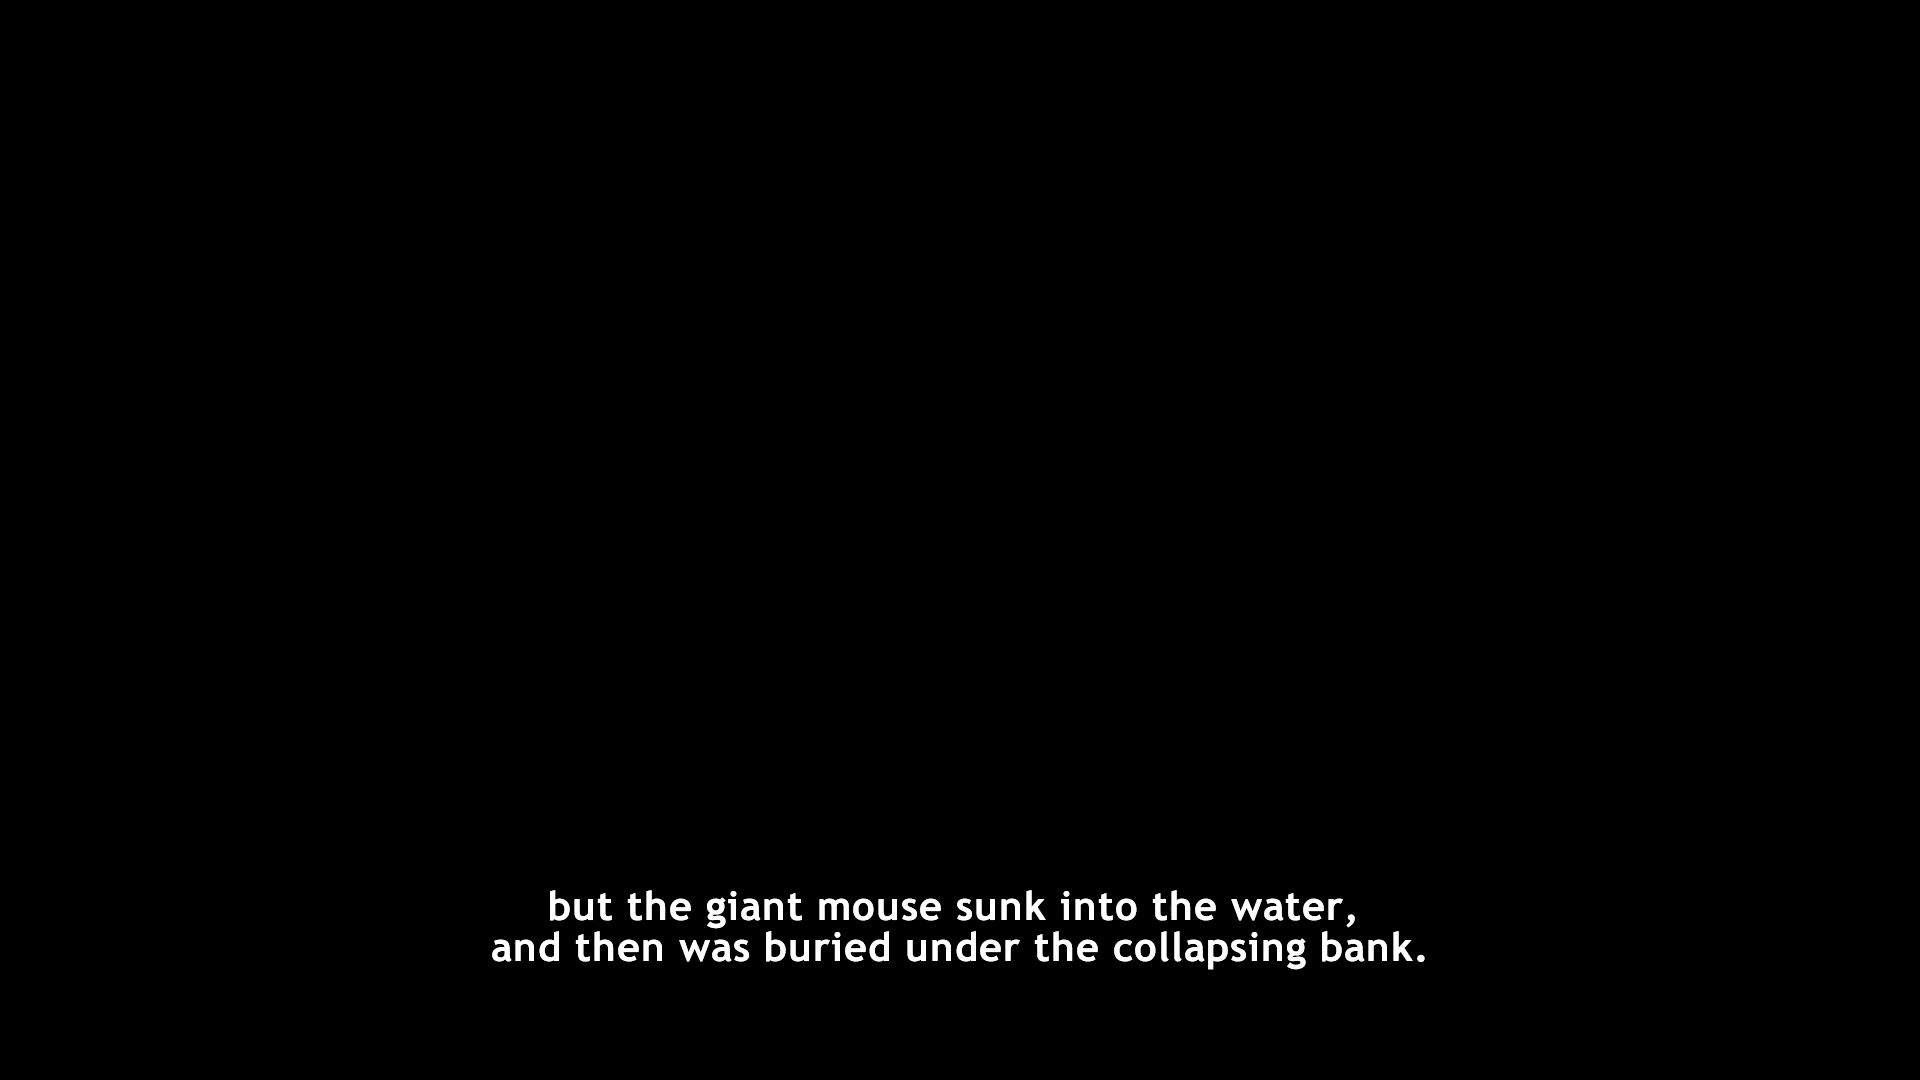 but the giant mouse sunk into the water,
and then was buried under the collapsing bank.